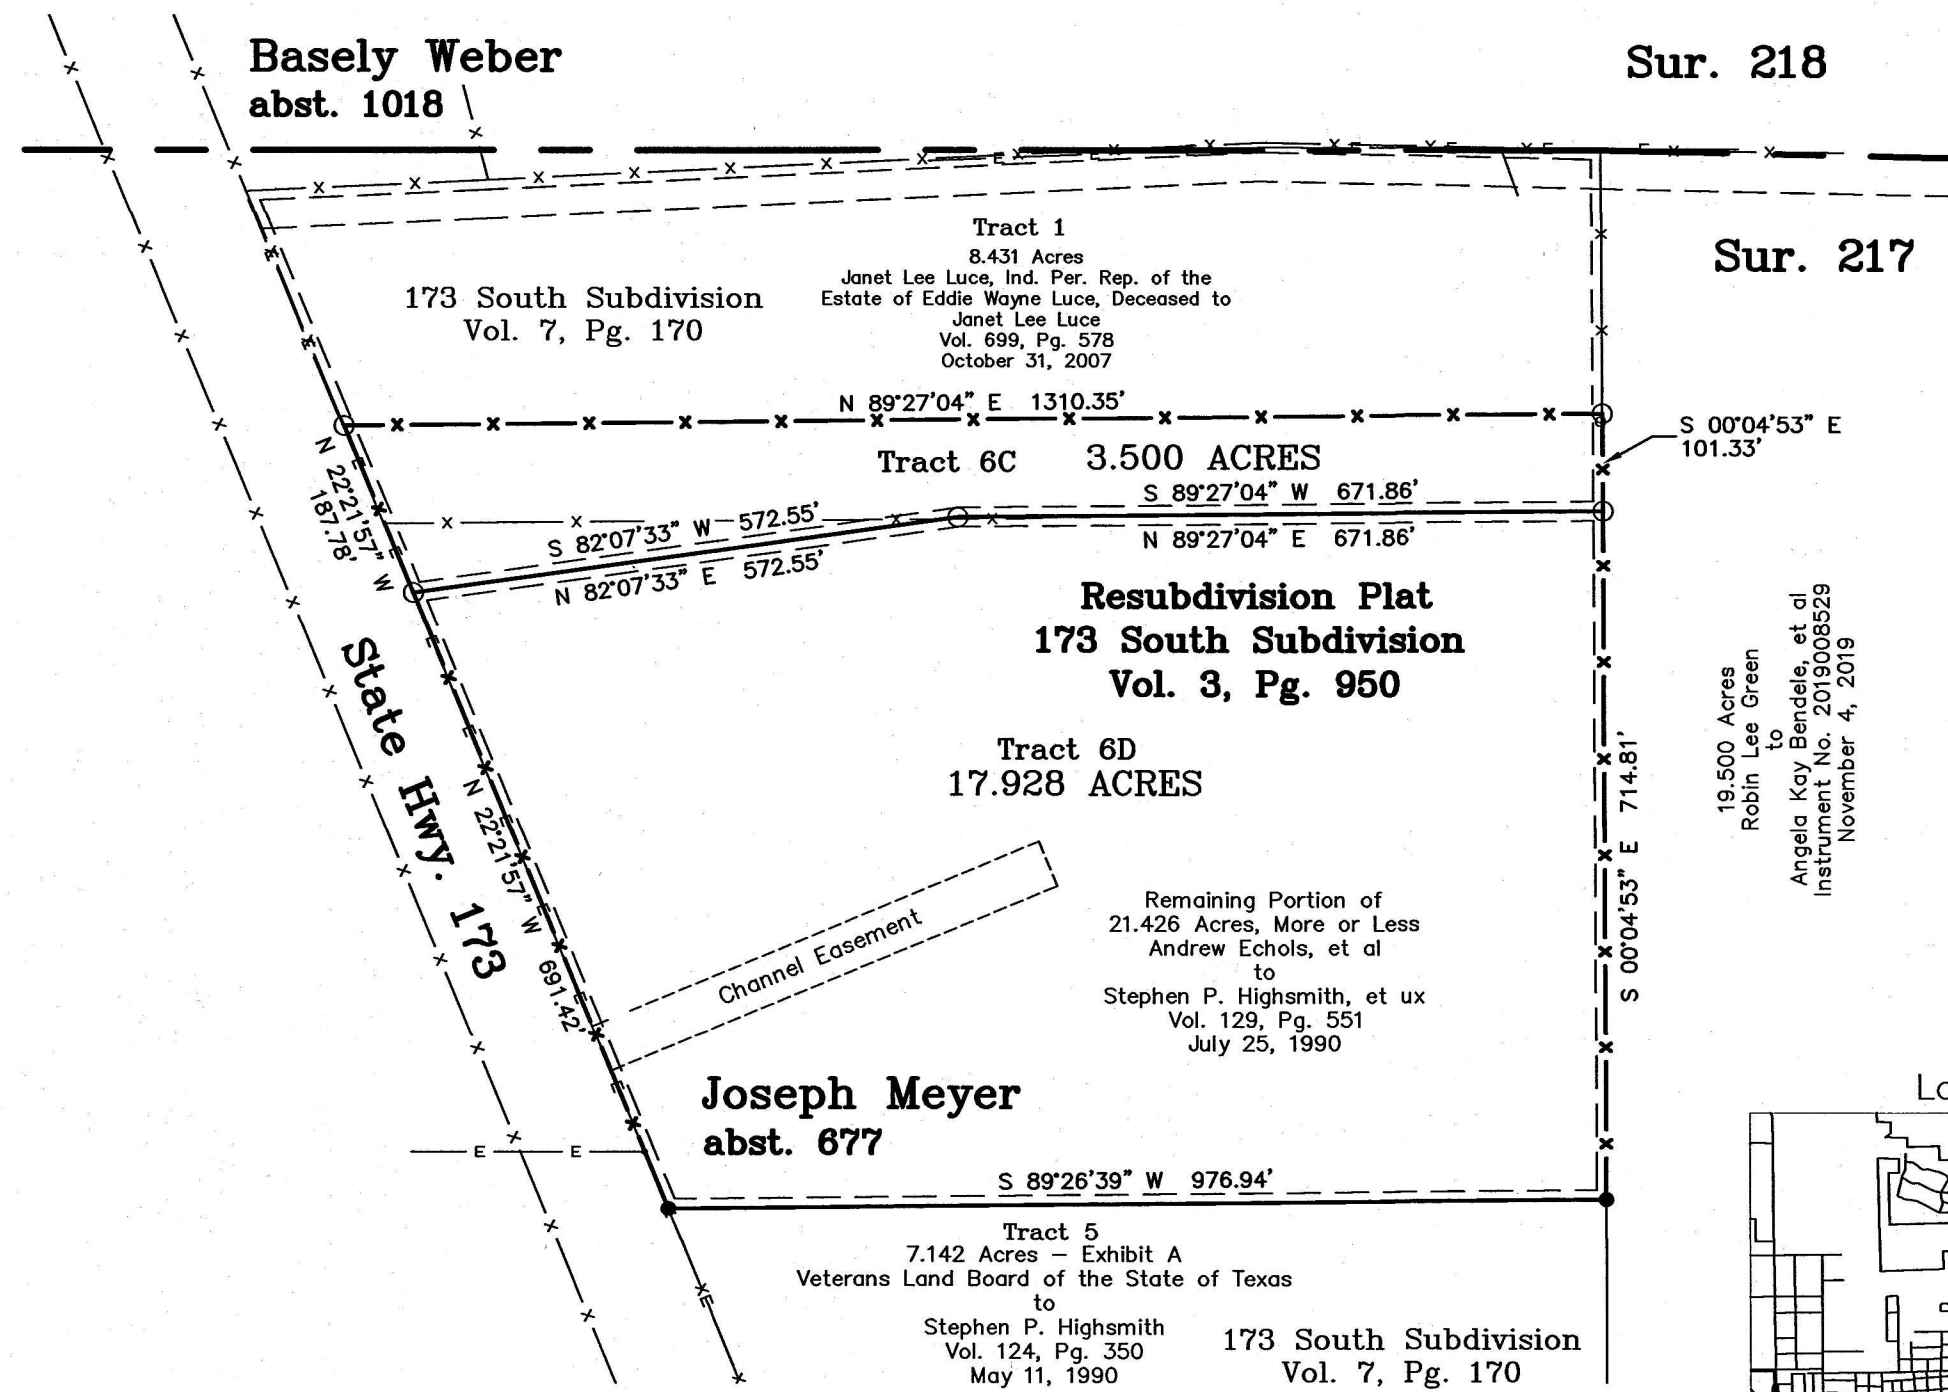 Basely Weber
abst. 1018
Sur. 218
Sur. 217
Tract 1
8.431 Acres
Janet Lee Luce, Ind. Per. Rep. of the
Estate of Eddie Wayne Luce, Deceased to
Janet Lee Luce
Vol. 699, Pg. 578
October 31, 2007
173 South Subdivision
Vol. 7, Pg. 170
N 89°27'04" E 1310.35'
S 00°04'53" E
101.33'
Tract 6C 3.500 ACRES
N 22°21'57" W
187.78'
S 89°27'04" W 671.86'
N 89°27'04" E 671.86'
S 82°07'33" W 572.55'
N 82°07'33" E 572.55'
Resubdivision Plat
173 South Subdivision
Vol. 3, Pg. 950
State Hwy. 173
Tract 6D
17.928 ACRES
N 22°21'57" W 691.42'
S 00°04'53" E 714.81'
19.500 Acres
Robin Lee Green
to
Angela Kay Bendele, et al
Instrument No. 2019008529
November 4, 2019
Channel Easement
Remaining Portion of
21.426 Acres, More or Less
Andrew Echols, et al
to
Stephen P. Highsmith, et ux
Vol. 129, Pg. 551
July 25, 1990
Joseph Meyer
abst. 677
S 89°26'39" W 976.94'
Tract 5
7.142 Acres – Exhibit A
Veterans Land Board of the State of Texas
to
Stephen P. Highsmith
Vol. 124, Pg. 350
May 11, 1990
173 South Subdivision
Vol. 7, Pg. 170